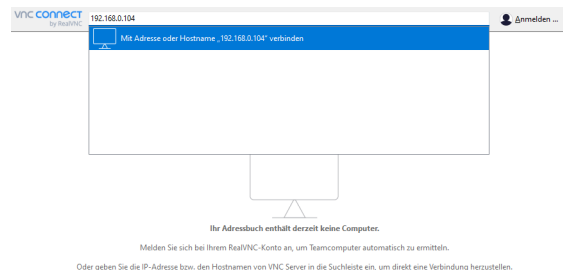 vnc connect
by RealVNC
192.168.0.104
Anmelden ...
Mit Adresse oder Hostname „192.168.0.104" verbinden
Ihr Adressbuch enthält derzeit keine Computer.
Melden Sie sich bei Ihrem RealVNC-Konto an, um Teamcomputer automatisch zu ermitteln.
Oder geben Sie die IP-Adresse bzw. den Hostnamen von VNC Server in die Suchleiste ein, um direkt eine Verbindung herzustellen.